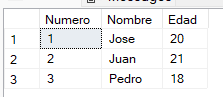 Numero Nombre Edad
1 1 Jose 20
2 2 Juan 21
3 3 Pedro 18